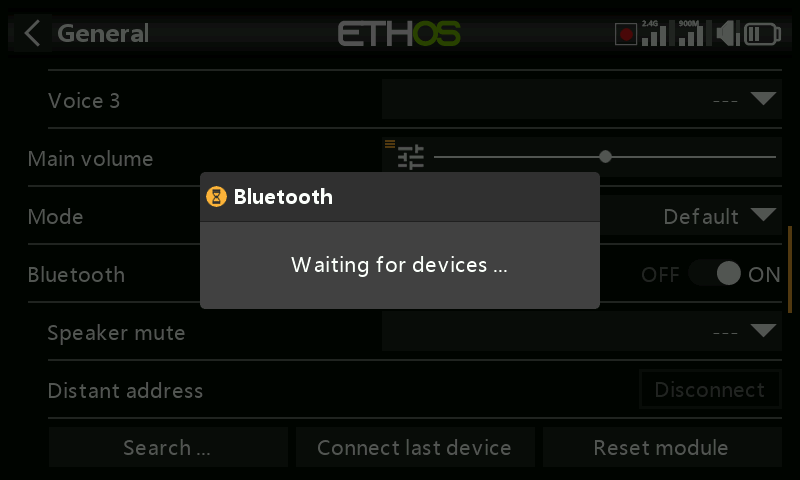 General
ETHOS
2.4G
900M
Voice 3
---
Main volume
Mode
Default
Bluetooth
Waiting for devices ...
Bluetooth
OFF
ON
Speaker mute
---
Distant address
Disconnect
Search ...
Connect last device
Reset module